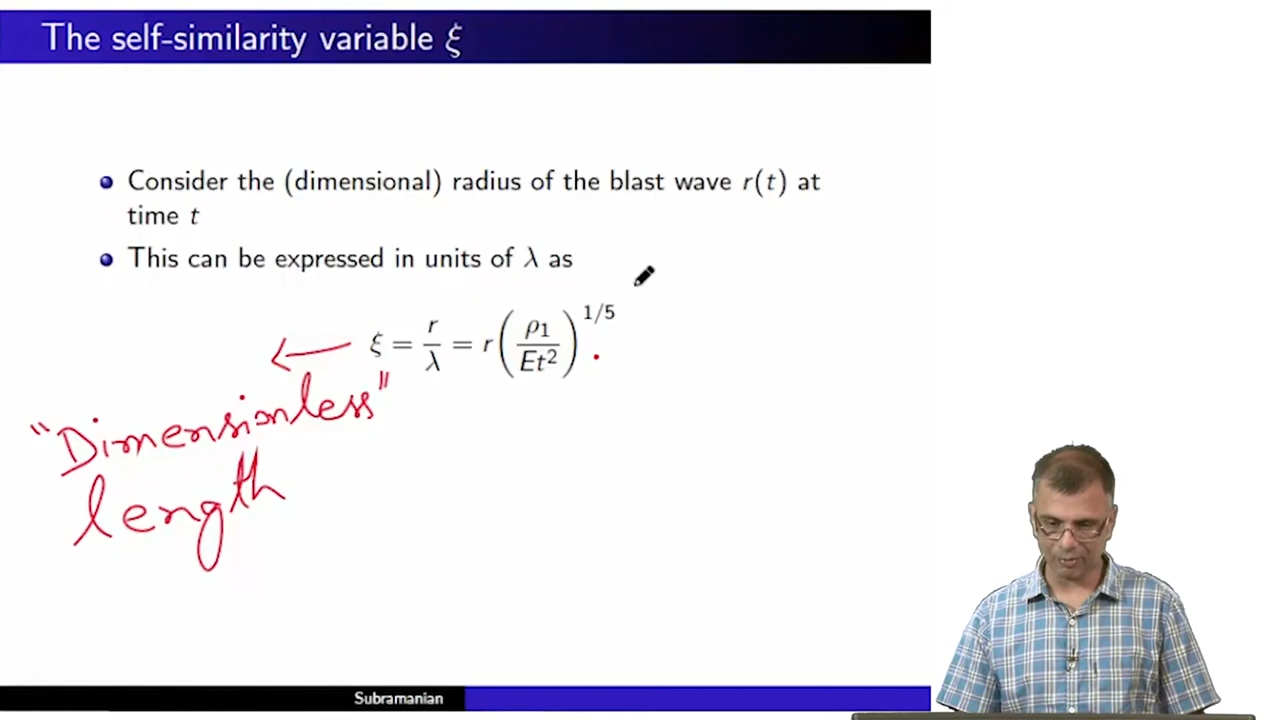 The self-similarity variable ξ
Consider the (dimensional) radius of the blast wave r(t) at
time t
This can be expressed in units of λ as
ξ = r/λ = r(ρ₁/Et²)^1/5
"Dimensionless"
length
Subramanian